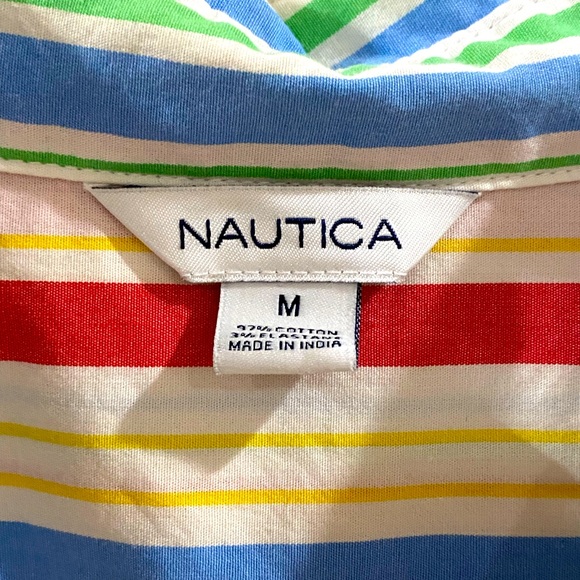 NAUTICA
M
97% COTTON
3% ELASTANE
MADE IN INDIA